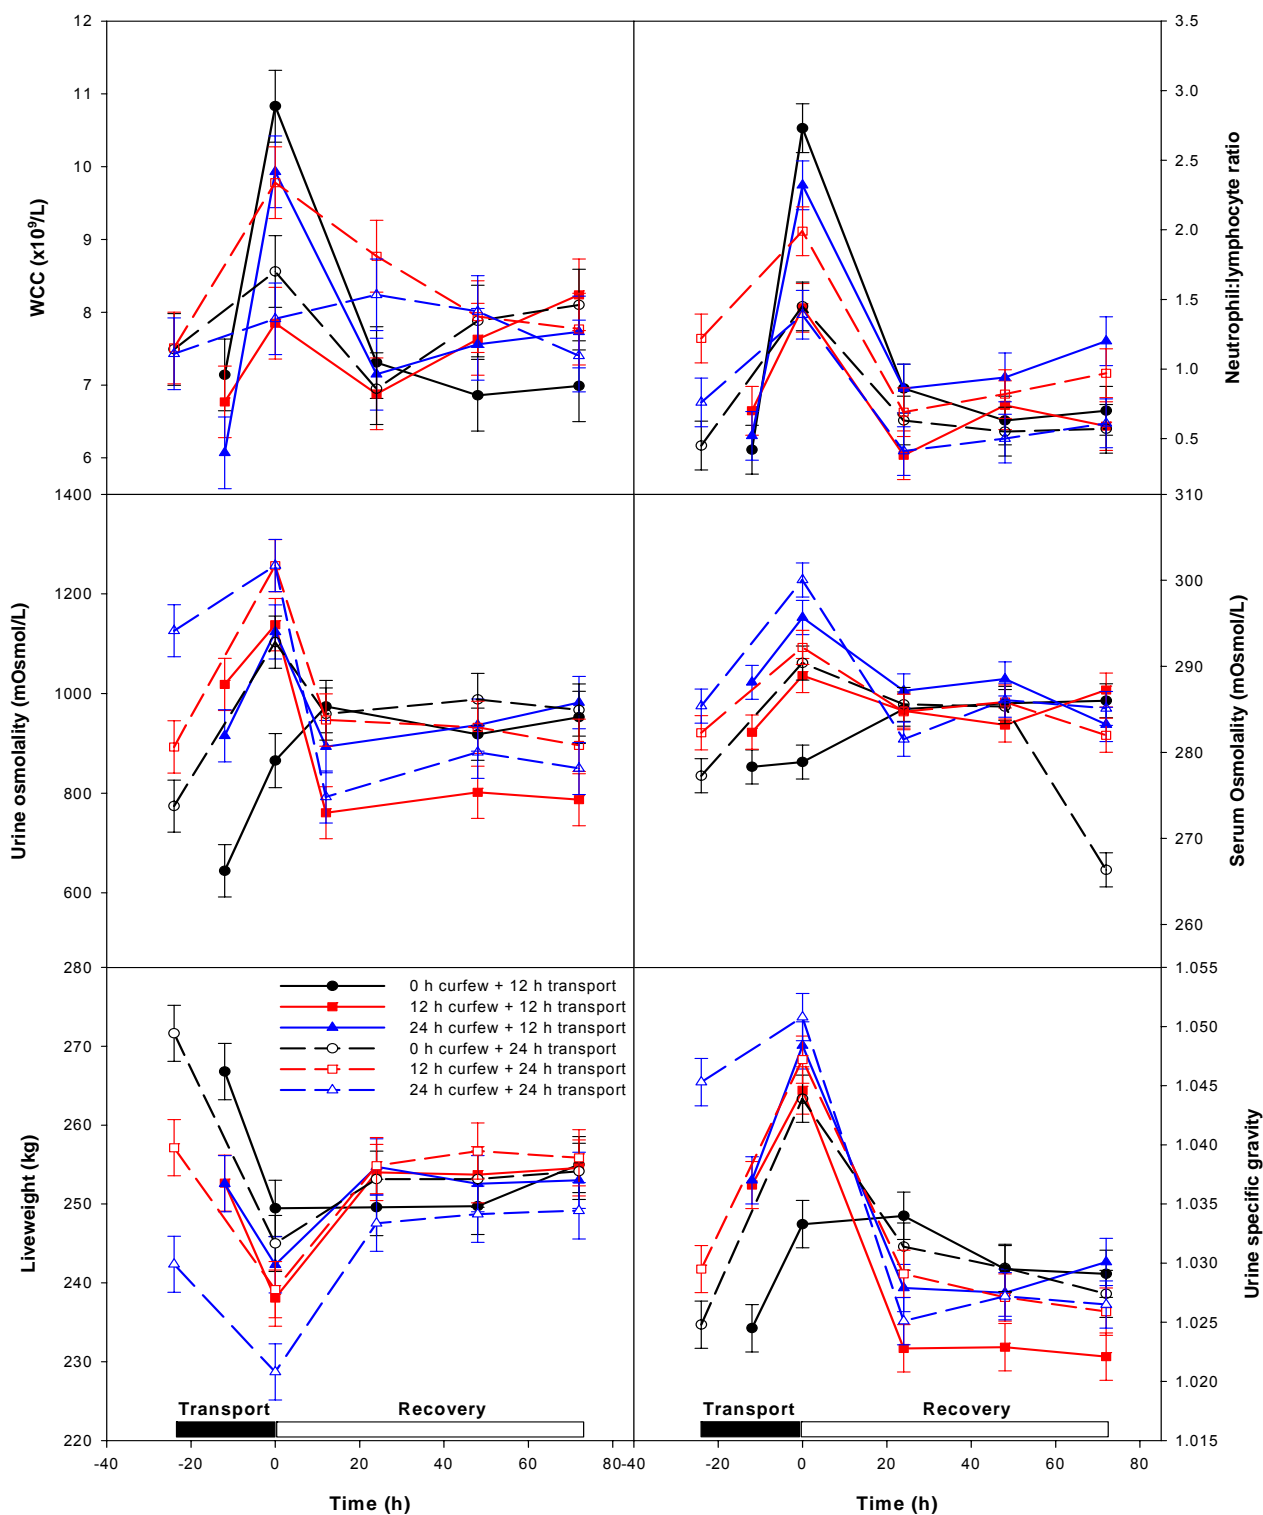 12
11
10
9
8
7
6
WCC (x10⁹/L)
3.5
3.0
2.5
2.0
1.5
1.0
0.5
Neutrophil:lymphocyte ratio
1400
1200
1000
800
600
Urine osmolality (mOsmol/L)
310
300
290
280
270
260
Serum Osmolality (mOsmol/L)
280
270
260
250
240
230
220
Liveweight (kg)
0 h curfew + 12 h transport
12 h curfew + 12 h transport
24 h curfew + 12 h transport
0 h curfew + 24 h transport
12 h curfew + 24 h transport
24 h curfew + 24 h transport
1.055
1.050
1.045
1.040
1.035
1.030
1.025
1.020
1.015
Urine specific gravity
Transport Recovery
Transport Recovery
-40 -20 0 20 40 60 80
-40 -20 0 20 40 60 80
Time (h)
Time (h)